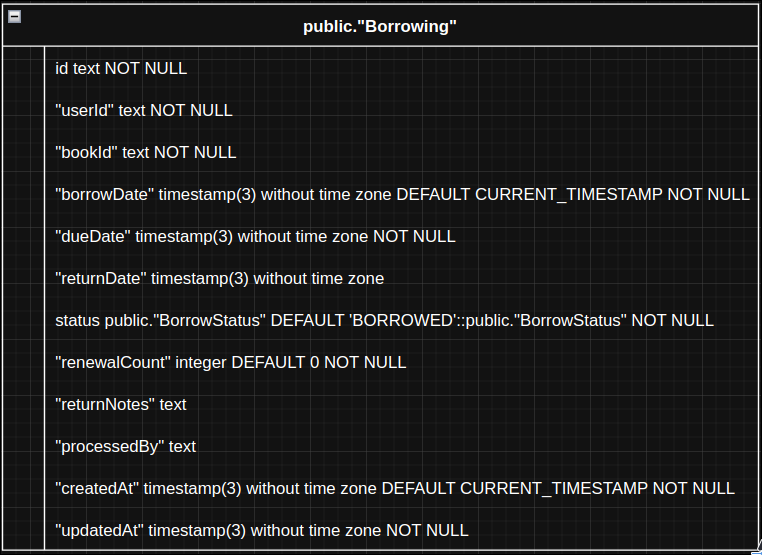 public."Borrowing"
id text NOT NULL
"userId" text NOT NULL
"bookId" text NOT NULL
"borrowDate" timestamp(3) without time zone DEFAULT CURRENT_TIMESTAMP NOT NULL
"dueDate" timestamp(3) without time zone NOT NULL
"returnDate" timestamp(3) without time zone
status public."BorrowStatus" DEFAULT 'BORROWED'::public."BorrowStatus" NOT NULL
"renewalCount" integer DEFAULT 0 NOT NULL
"returnNotes" text
"processedBy" text
"createdAt" timestamp(3) without time zone DEFAULT CURRENT_TIMESTAMP NOT NULL
"updatedAt" timestamp(3) without time zone NOT NULL